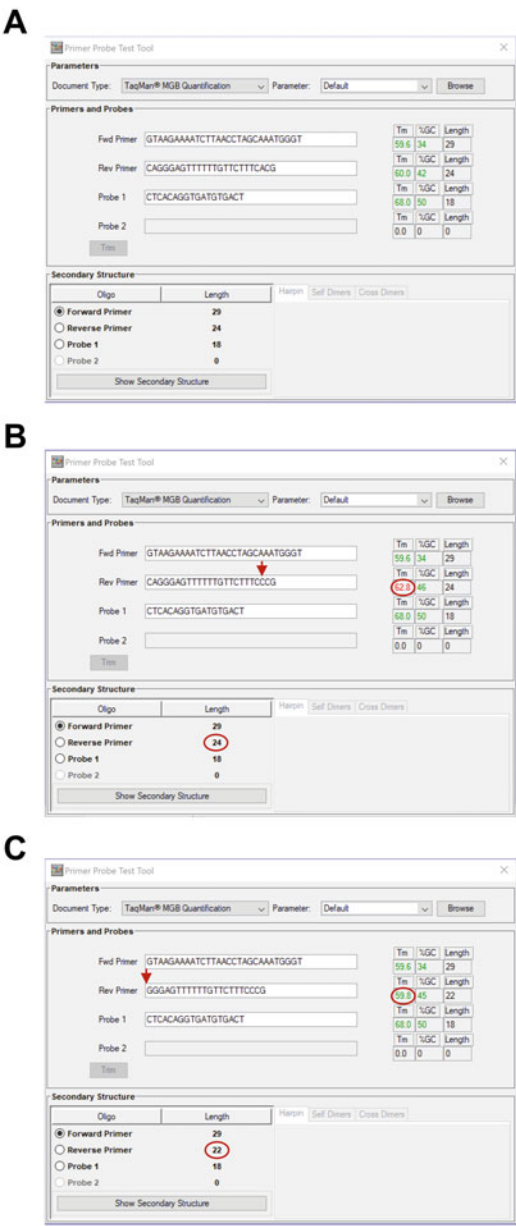 A
Primer Probe Test Tool
Parameters
Document Type: TaqMan® MGB Quantification Parameter: Default Browse
Primers and Probes
Tm %GC Length
Fwd Primer GTAAGAAAATCTTAACCTAGCAAATGGGT 59.6 34 29
Tm %GC Length
Rev Primer CAGGGAGTTTTTTGTTCTTTCACG 60.0 42 24
Tm %GC Length
Probe 1 CTCACAGGTGATGTGACT 68.0 50 18
Tm %GC Length
Probe 2 0.0 0 0
Trim
Secondary Structure
Oligo Length Hairpin Self Dimers Cross Dimers
Forward Primer 29
Reverse Primer 24
Probe 1 18
Probe 2 0
Show Secondary Structure
B
Primer Probe Test Tool
Parameters
Document Type: TaqMan® MGB Quantification Parameter: Default Browse
Primers and Probes
Tm %GC Length
Fwd Primer GTAAGAAAATCTTAACCTAGCAAATGGGT 59.6 34 29
Tm %GC Length
Rev Primer CAGGGAGTTTTTTGTTCTTTCCCG 62.8 46 24
Tm %GC Length
Probe 1 CTCACAGGTGATGTGACT 68.0 50 18
Tm %GC Length
Probe 2 0.0 0 0
Trim
Secondary Structure
Oligo Length Hairpin Self Dimers Cross Dimers
Forward Primer 29
Reverse Primer 24
Probe 1 18
Probe 2 0
Show Secondary Structure
C
Primer Probe Test Tool
Parameters
Document Type: TaqMan® MGB Quantification Parameter: Default Browse
Primers and Probes
Tm %GC Length
Fwd Primer GTAAGAAAATCTTAACCTAGCAAATGGGT 59.6 34 29
Tm %GC Length
Rev Primer GGGAGTTTTTTGTTCTTTCCCG 59.8 45 22
Tm %GC Length
Probe 1 CTCACAGGTGATGTGACT 68.0 50 18
Tm %GC Length
Probe 2 0.0 0 0
Trim
Secondary Structure
Oligo Length Hairpin Self Dimers Cross Dimers
Forward Primer 29
Reverse Primer 22
Probe 1 18
Probe 2 0
Show Secondary Structure